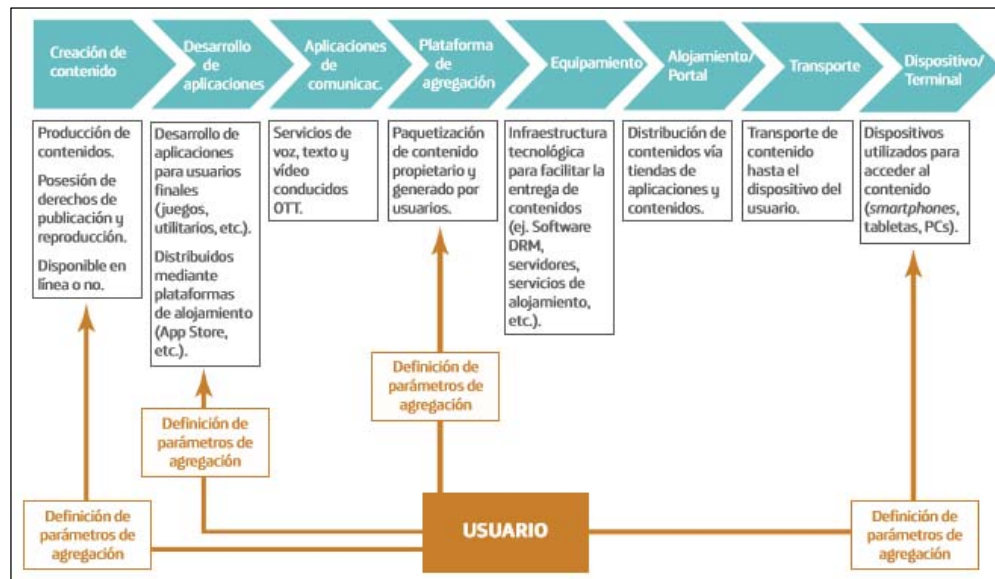 Creación de
contenido
Desarrollo
de
aplicaciones
Aplicaciones
de
comunicac.
Plataforma
de
agregación
Equipamiento
Alojamiento/
Portal
Transporte
Dispositivo/
Terminal
Producción de
contenidos.
Posesión de
derechos de
publicación y
reproducción.
Disponible en
línea o no.
Desarrollo de
aplicaciones
para usuarios
finales
(juegos,
utilitarios, etc.).
Distribuidos
mediante
plataformas
de alojamiento
(App Store,
etc.).
Servicios de
voz, texto y
vídeo
conducidos
OTT.
Paquetización
de contenido
propietario y
generado por
usuarios.
Infraestructura
tecnológica
para facilitar la
entrega de
contenidos
(ej. Software
DRM,
servidores,
servicios de
alojamiento,
etc.).
Distribución de
contenidos vía
tiendas de
aplicaciones y
contenidos.
Transporte de
contenido
hasta el
dispositivo del
usuario.
Dispositivos
utilizados para
acceder al
contenido
(smartphones,
tabletas, PCs).
Definición de
parámetros de
agregación
Definición de
parámetros de
agregación
Definición de
parámetros de
agregación
USUARIO
Definición de
parámetros de
agregación